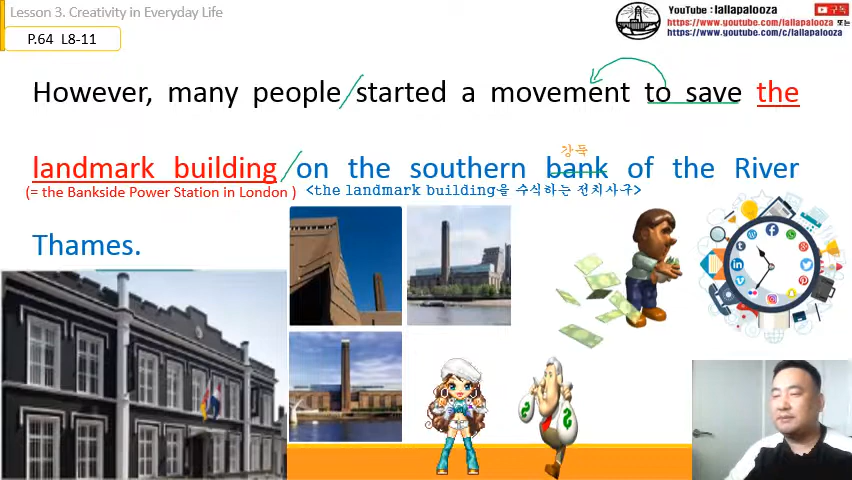 Lesson 3. Creativity in Everyday Life
P.64 L8-11
YouTube : lallapalooza
https://www.youtube.com/lallapalooza 또는
https://www.youtube.com/c/lallapalooza
구독
However, many people started a movement to save the
강둑
landmark building on the southern bank of the River
(= the Bankside Power Station in London ) <the landmark building을 수식하는 전치사구>
Thames.